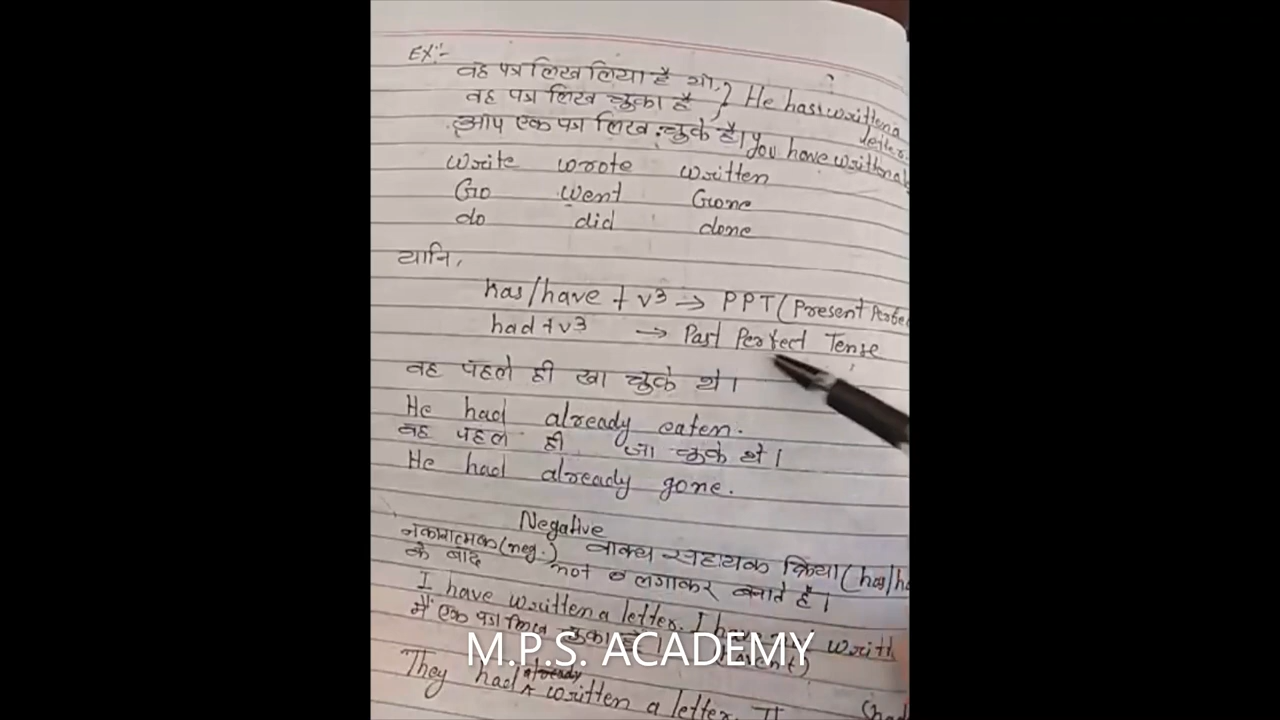 Ex:-
वह पत्र लिख लिया है या,
वह पत्र लिख चुका है } He has written a letter.
आप एक पत्र लिख चुके है। You have written a
write wrote written
Go went Gone
do did done
यानि,
has/have + v3 → PPT (Present Perfec
had + v3 → Past Perfect Tense
वह पहले ही खा चुके थे।
He had already eaten.
वह पहले ही जा चुके थे।
He had already gone.
Negative
नकारात्मक (neg.) वाक्य सहायक क्रिया (has/ha
के बाद not लगाकर बनाते हैं।
I have written a letter. I
मैं एक पत्र लिख चुका
M.P.S. ACADEMY
They had already written a letter.